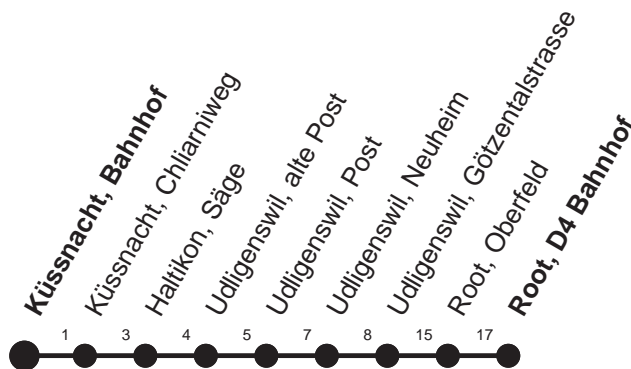 Küssnacht, Bahnhof
Küssnacht, Chliarniweg
Haltikon, Säge
Udligenswil, alte Post
Udligenswil, Post
Udligenswil, Neuheim
Udligenswil, Götzentalstrasse
Root, Oberfeld
Root, D4 Bahnhof
1 3 4 5 7 8 15 17